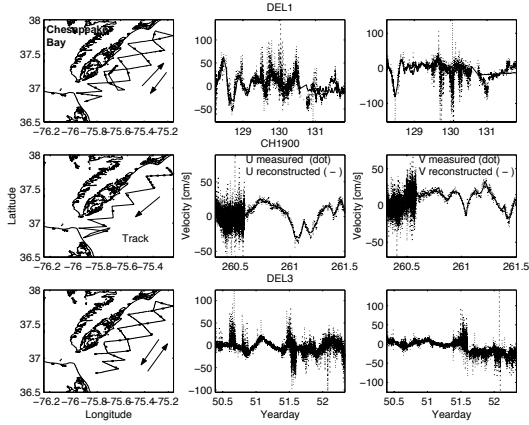 DEL1
38
37.5
37
36.5
Chesapeake
Bay
−76.2 −76 −75.8−75.6−75.4−75.2
100
50
0
−50
129 130 131
100
0
−100
129 130 131
CH1900
Latitude
38
37.5
37
36.5
Track
−76.2 −76 −75.8−75.6−75.4
Velocity [cm/s]
50
0
−50
U measured (dot)
U reconstructed (−)
260.5 261 261.5
Velocity [cm/s]
50
0
−50
V measured (dot)
V reconstructed (−)
260.5 261 261.5
DEL3
38
37.5
37
36.5
−76.2 −76 −75.8−75.6−75.4−75.2
Longitude
100
50
0
−50
−100
50.5 51 51.5 52
Yearday
100
50
0
−50
−100
50.5 51 51.5 52
Yearday